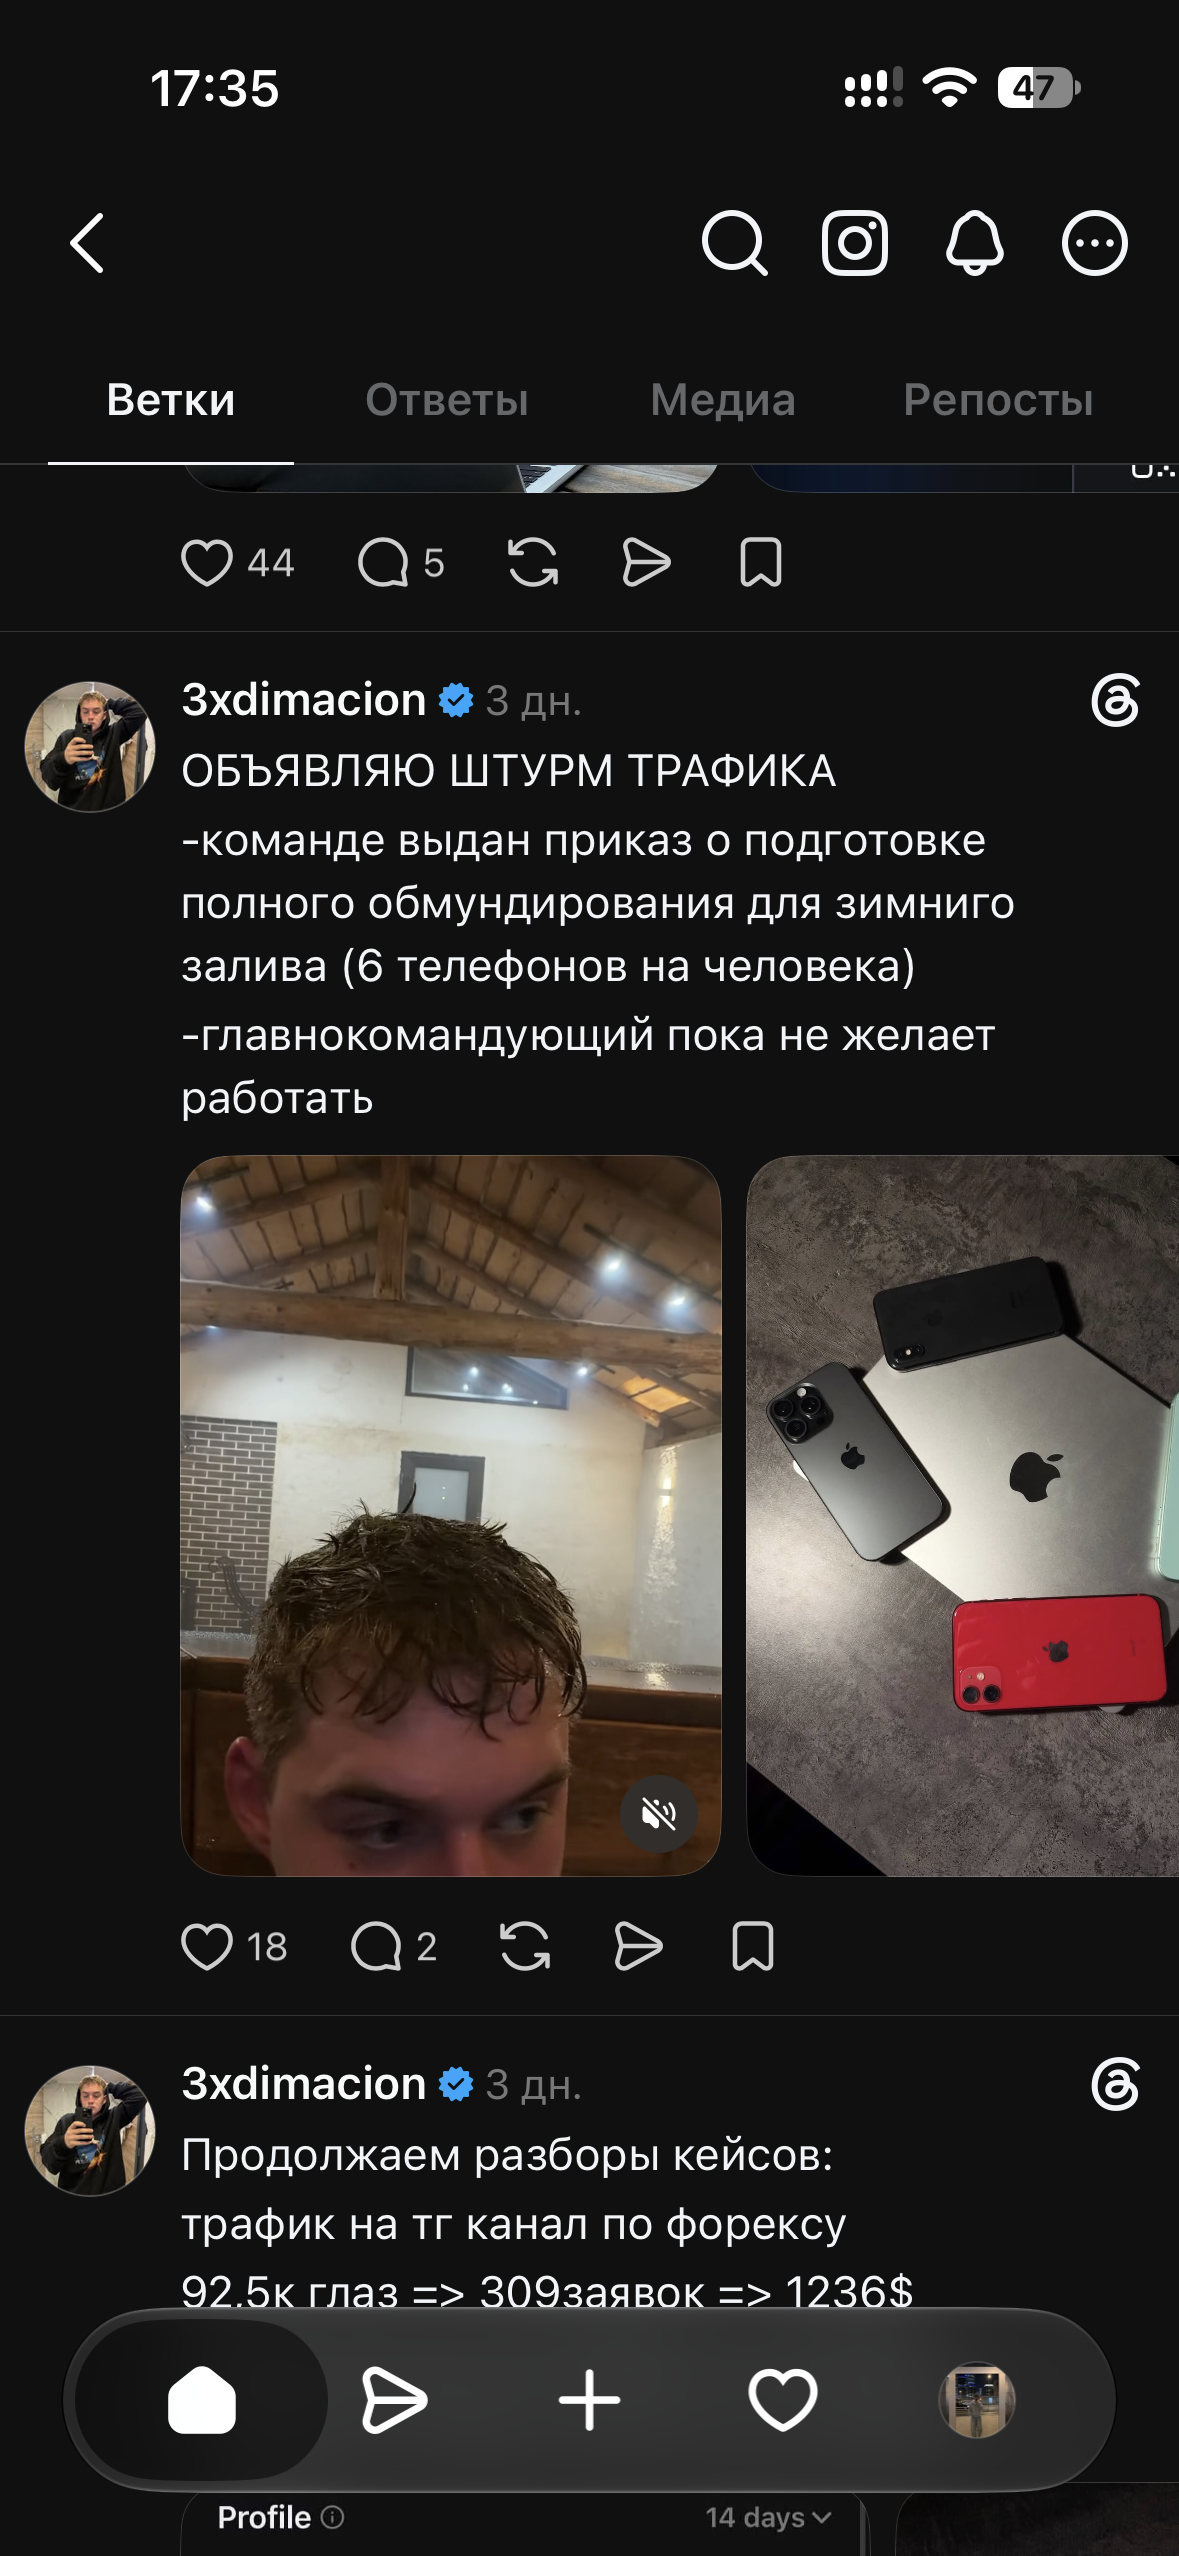 17:35
47
Ветки
Ответы
Медиа
Репосты
44
5
3xdimacion 3 дн.
ОБЪЯВЛЯЮ ШТУРМ ТРАФИКА
-команде выдан приказ о подготовке
полного обмундирования для зимниго
залива (6 телефонов на человека)
-главнокомандующий пока не желает
работать
18
2
3xdimacion 3 дн.
Продолжаем разборы кейсов:
трафик на тг канал по форексу
92,5к глаз => 309заявок => 1236$
Profile
14 days